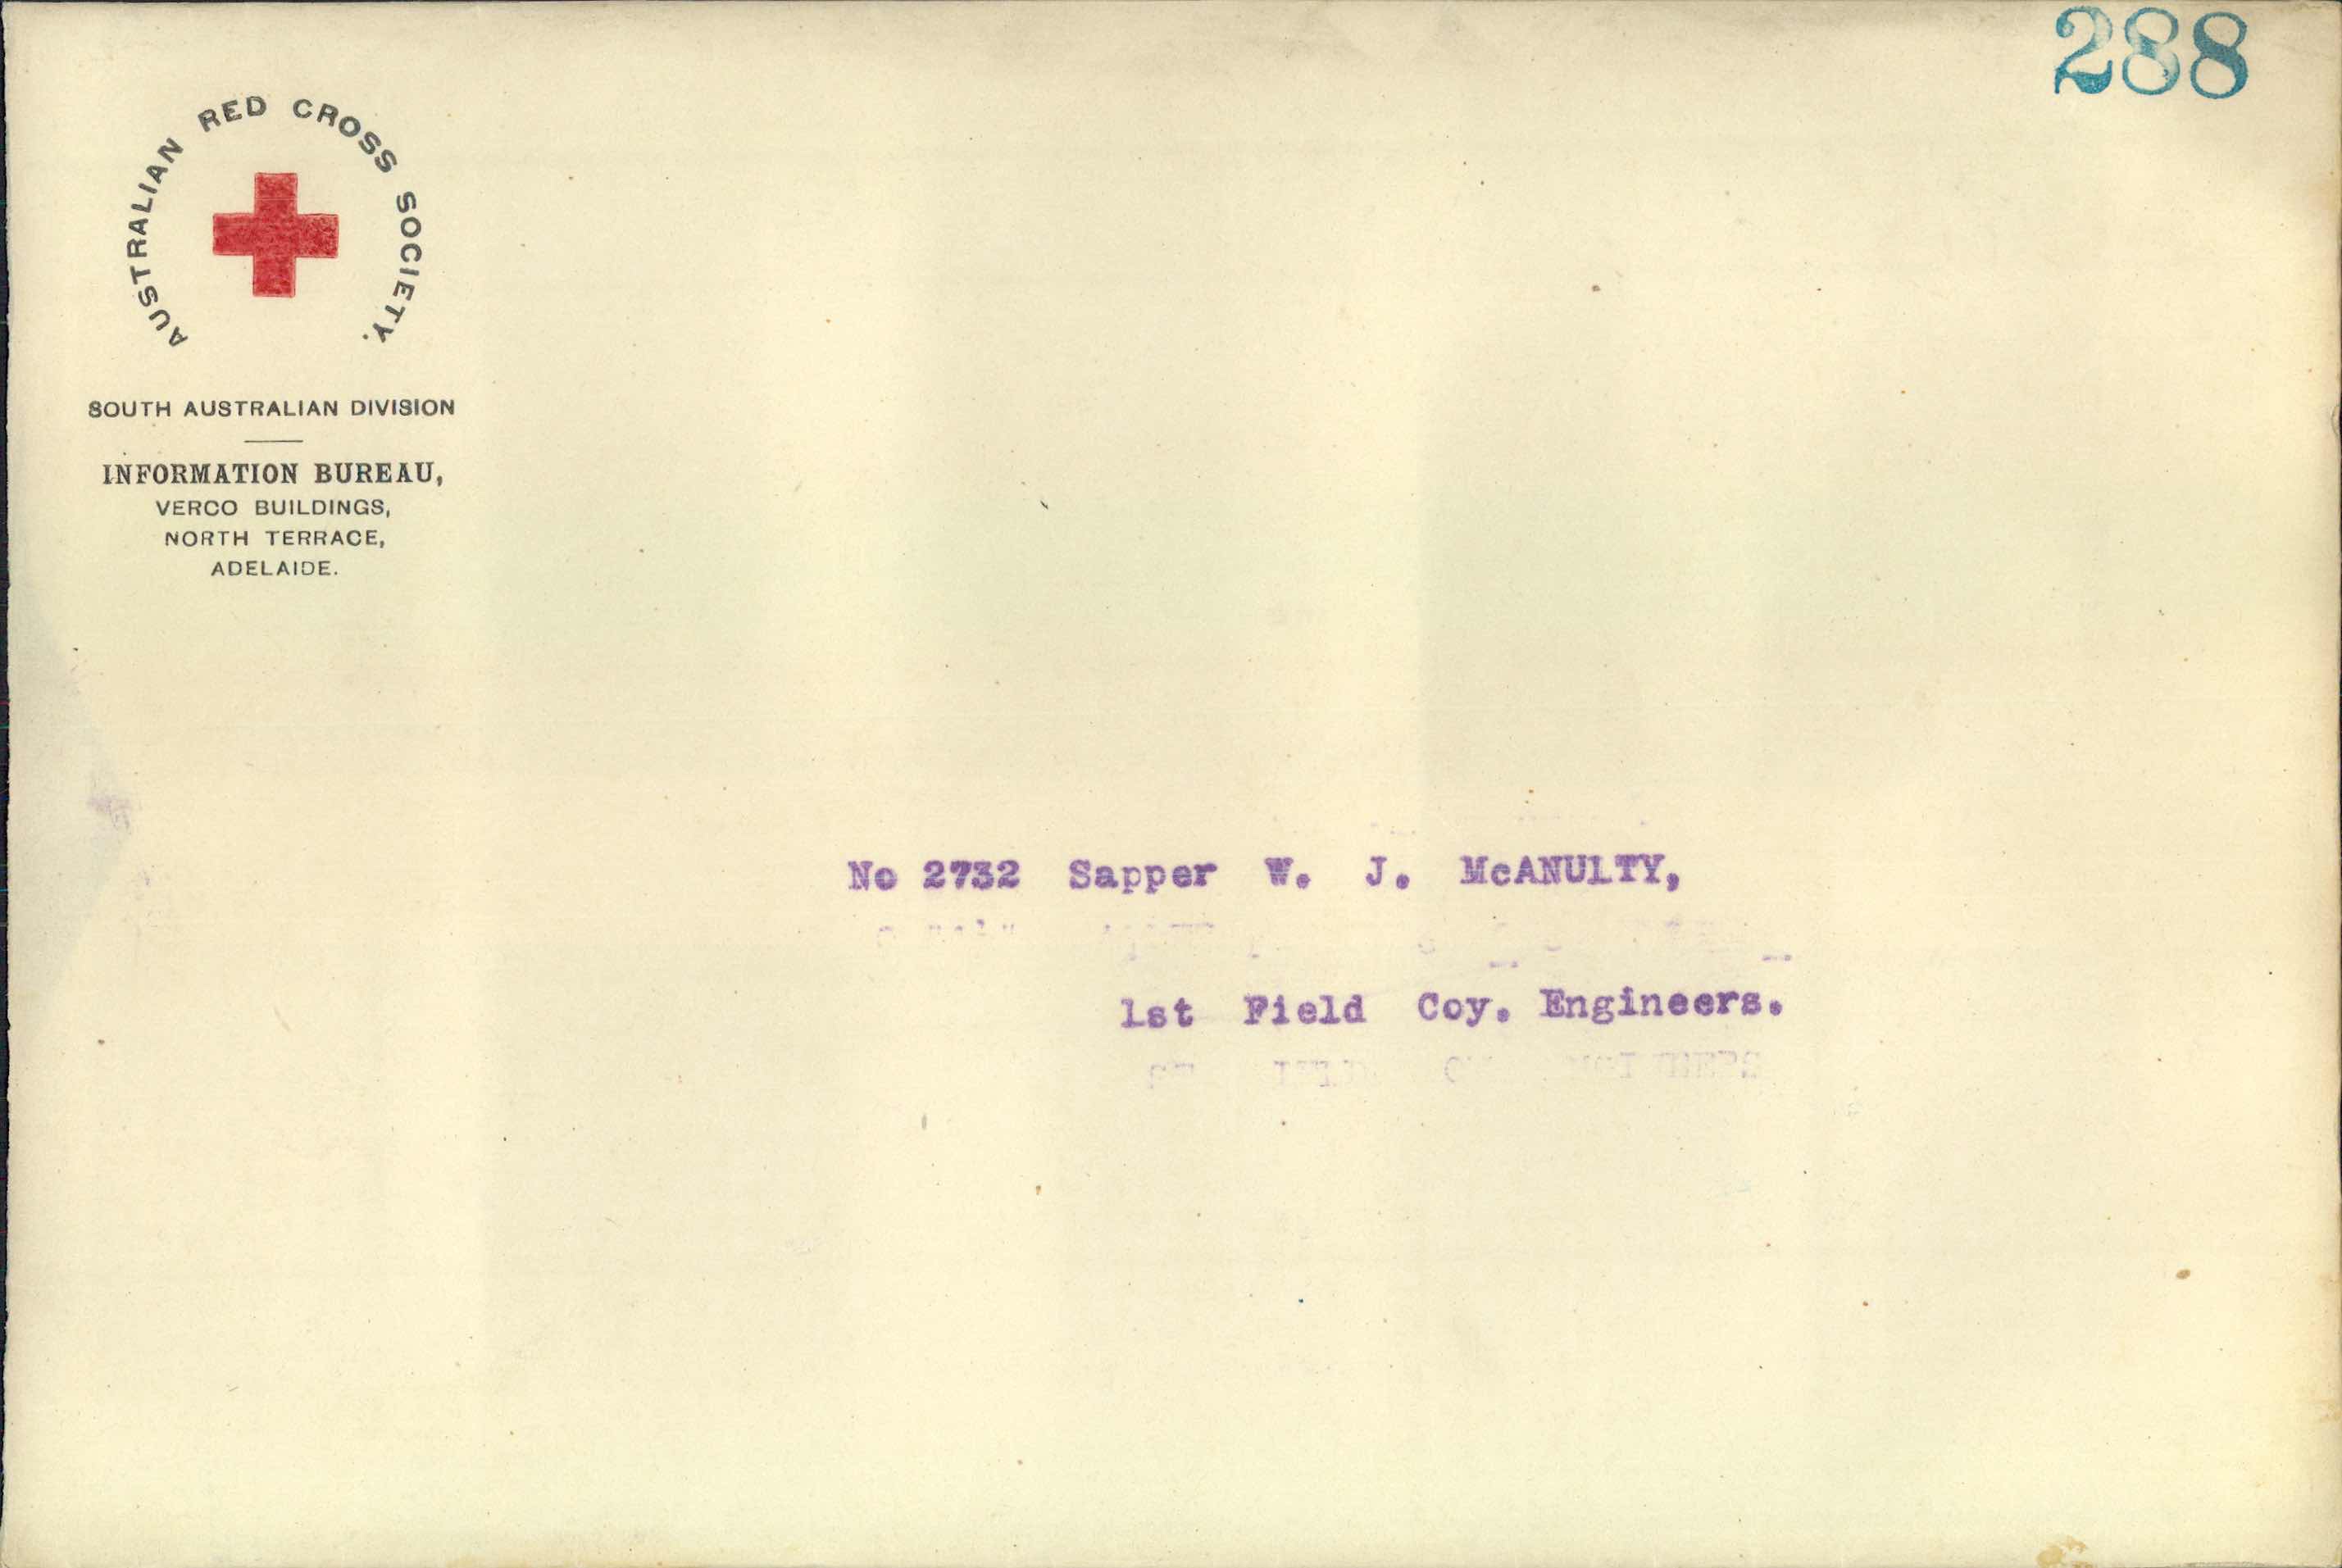 288
AUSTRALIAN RED CROSS SOCIETY.
SOUTH AUSTRALIAN DIVISION
INFORMATION BUREAU,
VERCO BUILDINGS,
NORTH TERRACE,
ADELAIDE.
No 2732 Sapper W. J. McANULTY,
1st Field Coy. Engineers.